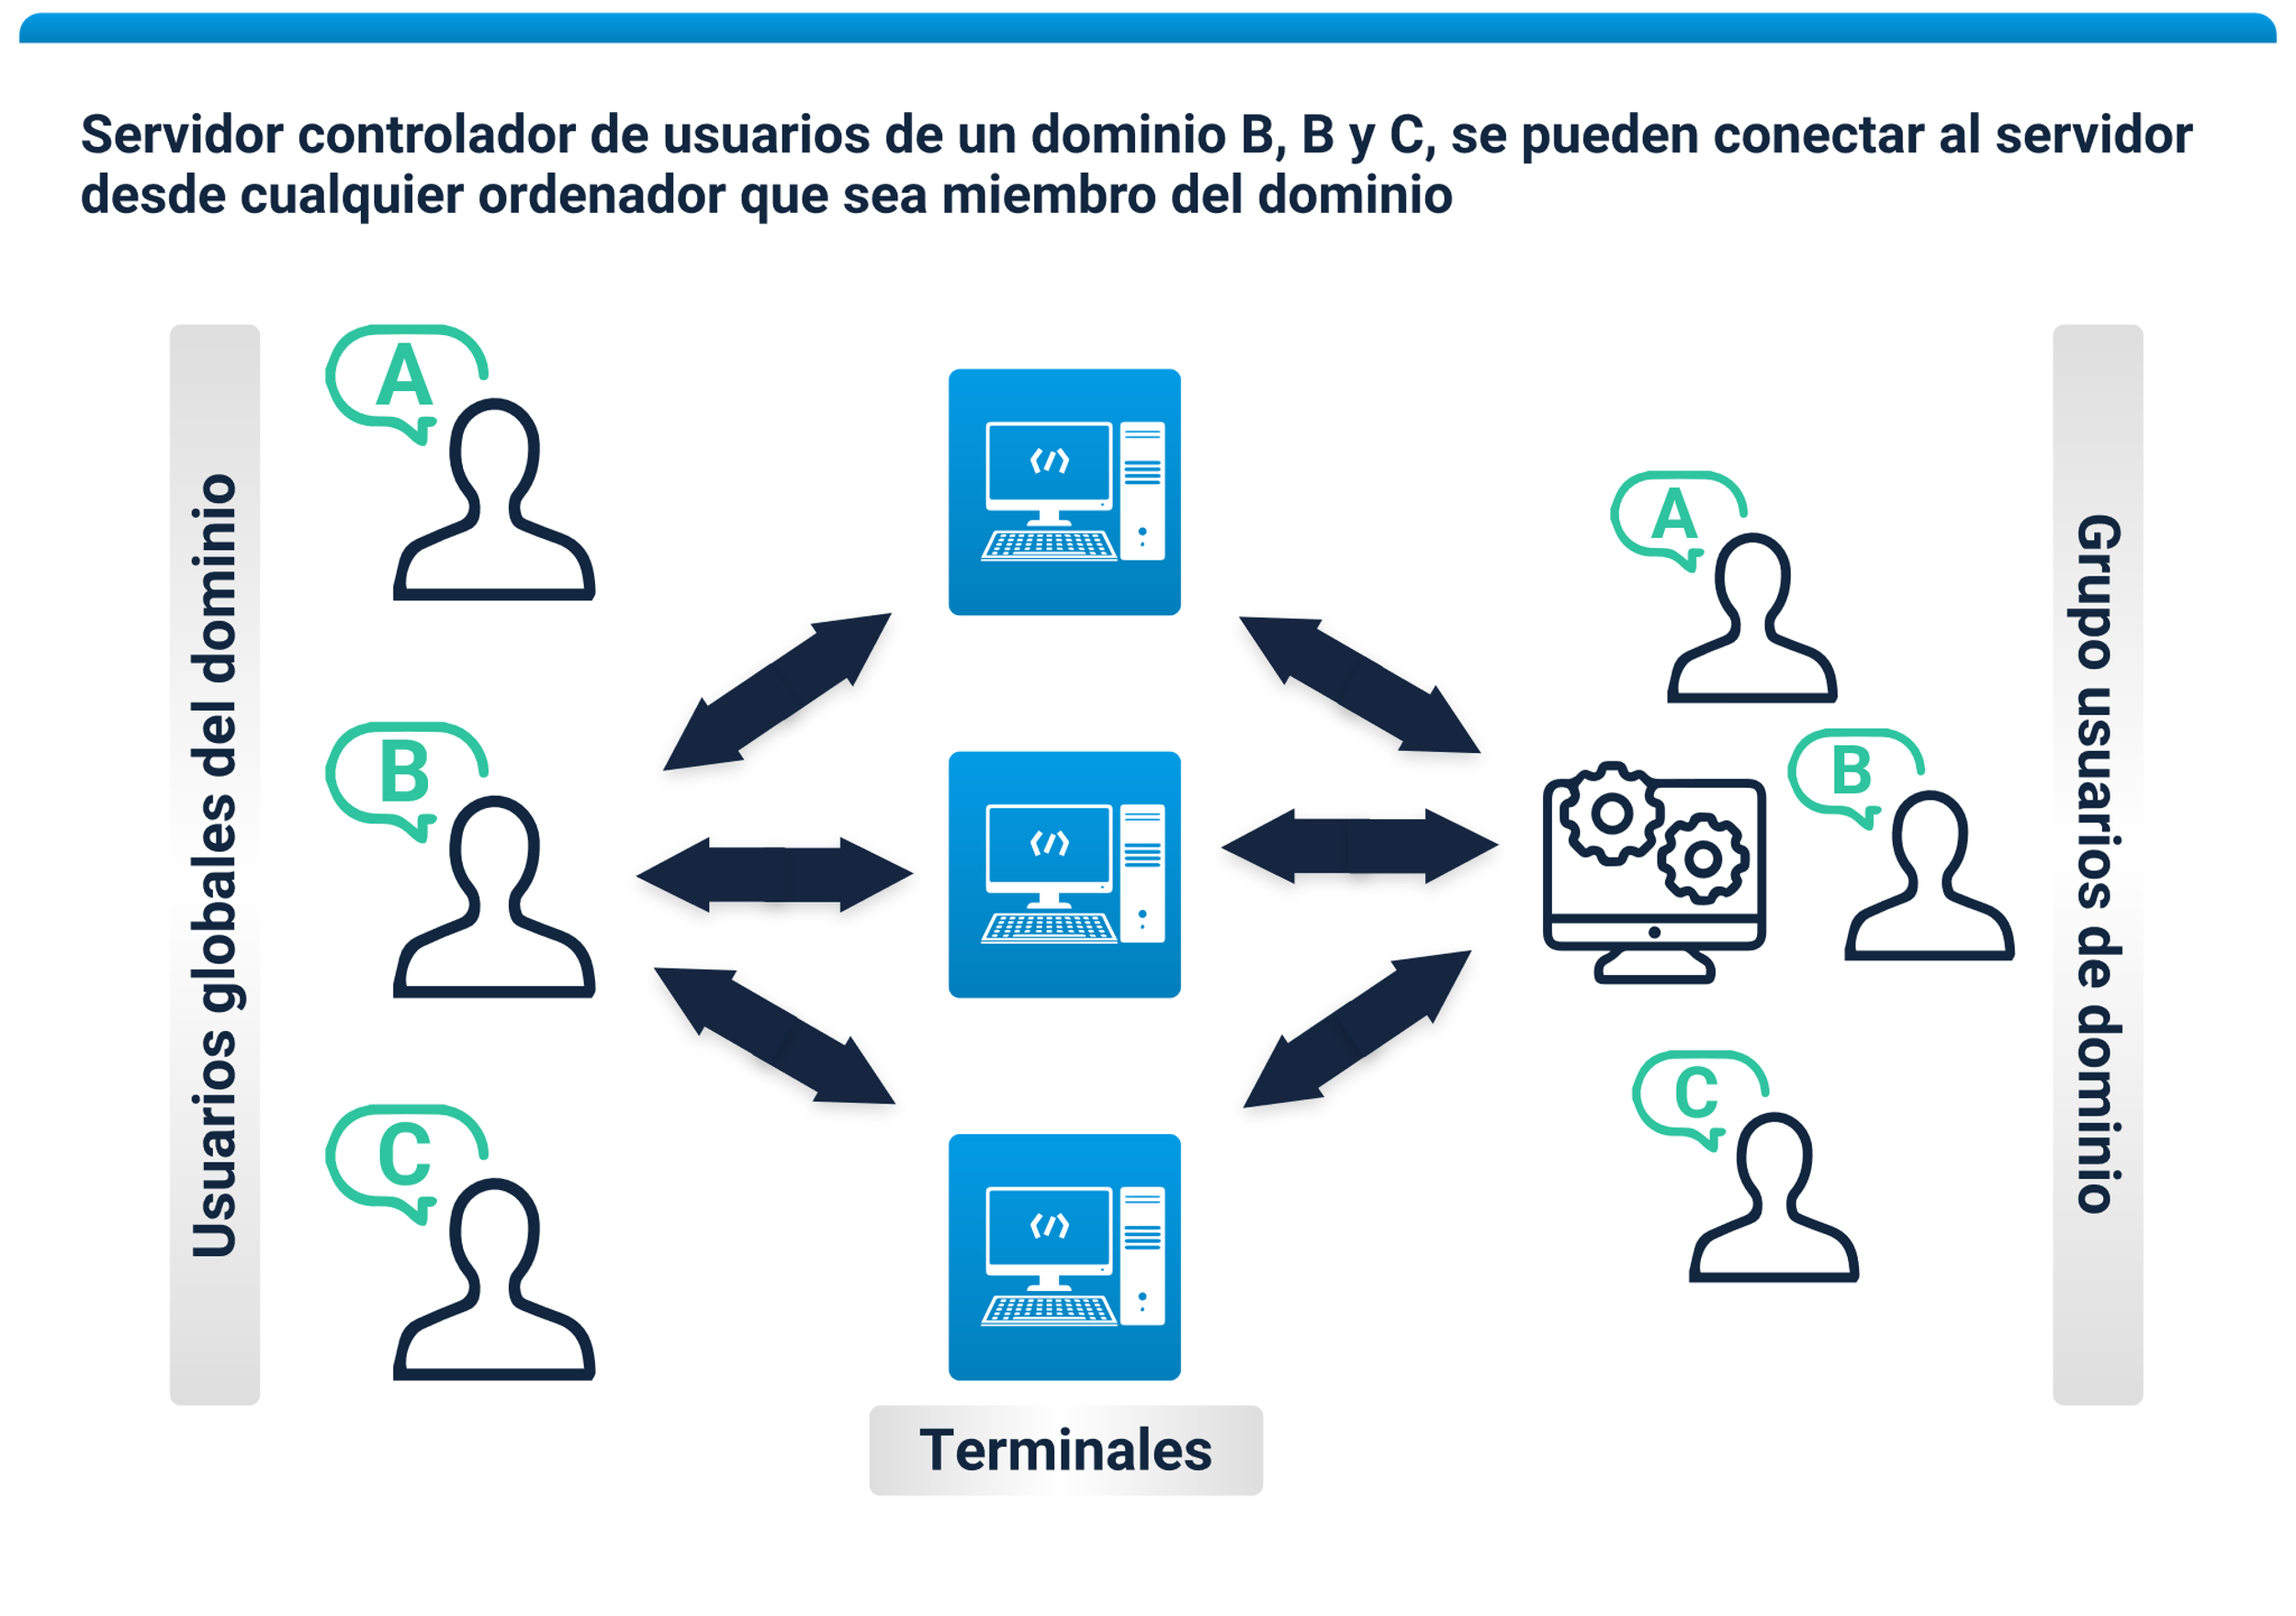 Servidor controlador de usuarios de un dominio B, B y C, se pueden conectar al servidor
desde cualquier ordenador que sea miembro del dominio
Usuarios globales del dominio
A
B
C
</>
</>
</>
Terminales
A
B
C
Grupo usuarios de dominio